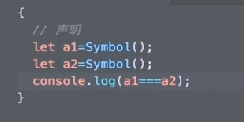 {
// 声明
let a1=Symbol();
let a2=Symbol();
console.log(a1===a2);
}